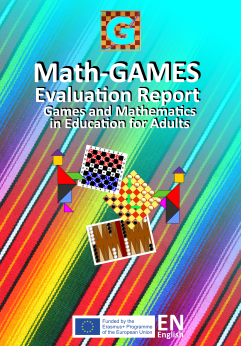 G
Math-GAMES
Evaluation Report
Games and Mathematics
in Education for Adults
Funded by the
Erasmus+ Programme
of the European Union
EN
English